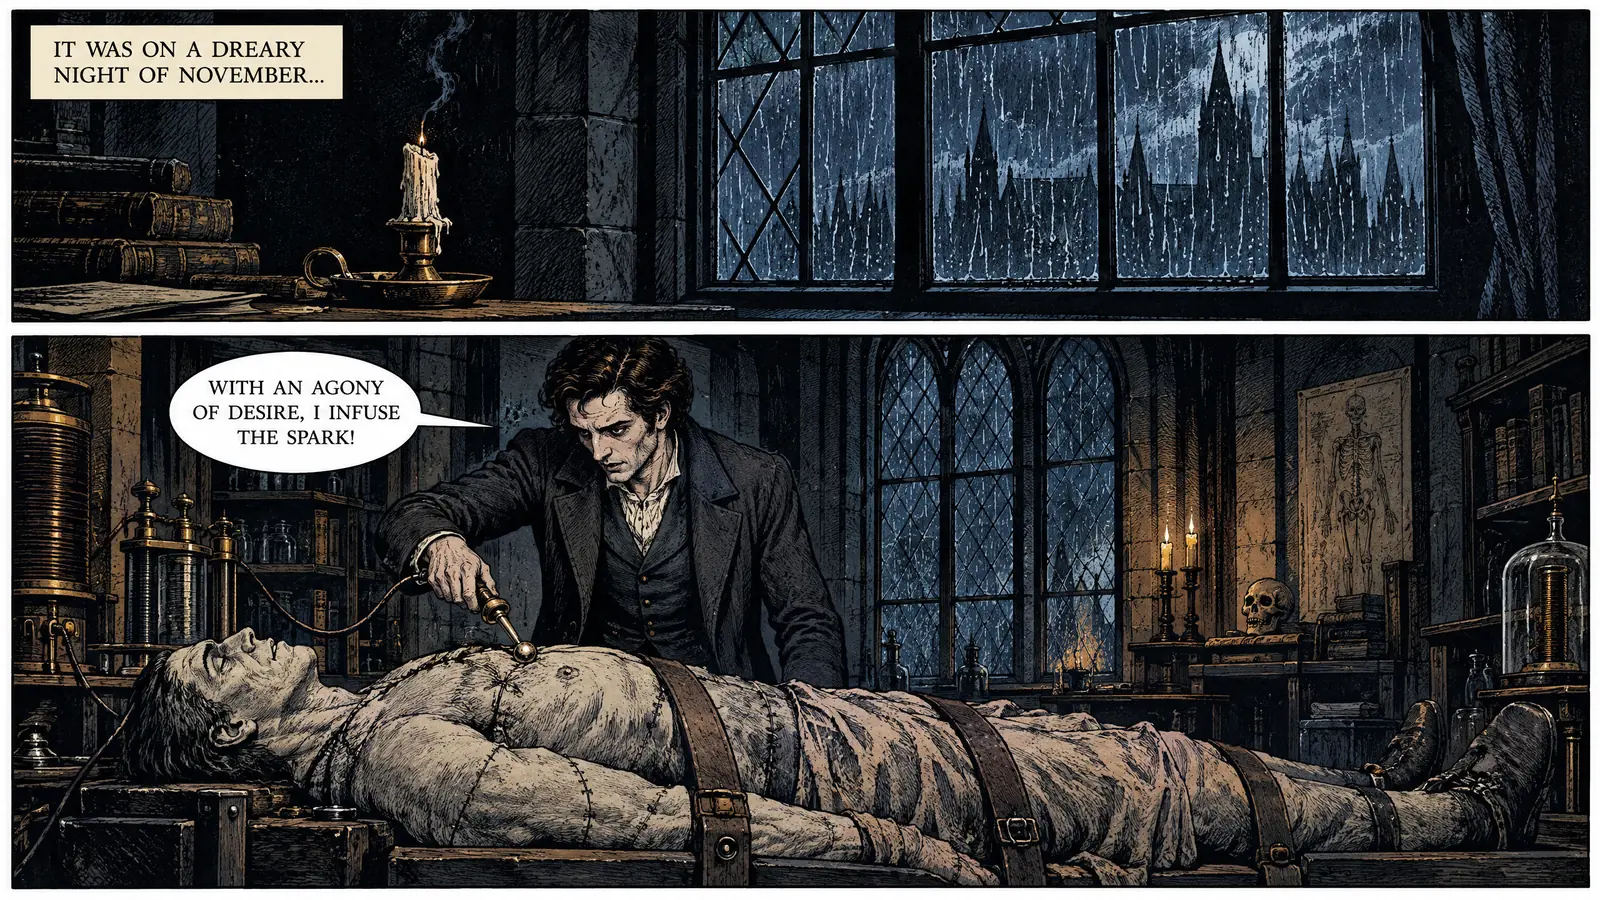 IT WAS ON A DREARY
NIGHT OF NOVEMBER...
WITH AN AGONY
OF DESIRE, I INFUSE
THE SPARK!